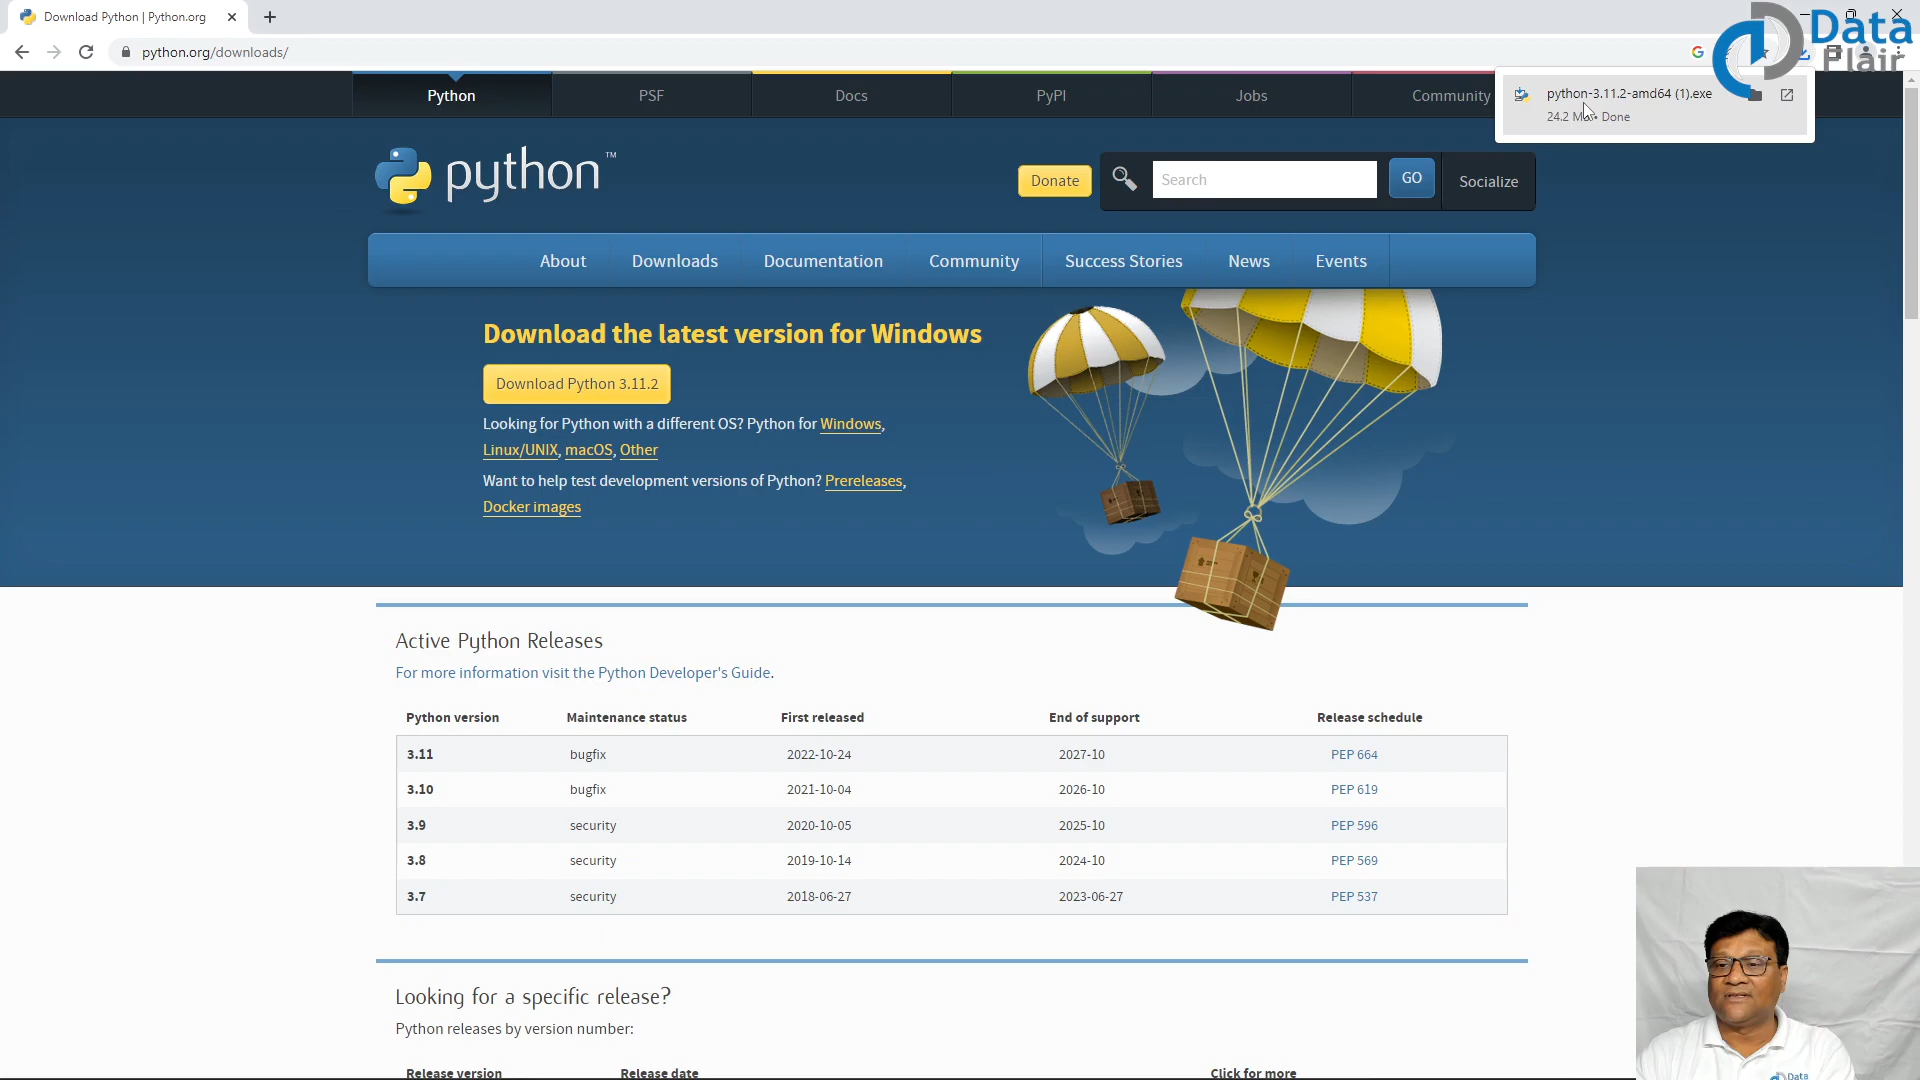 Download Python | Python.org
python.org/downloads/
Data
Flair
Python
PSF
Docs
PyPI
Jobs
Community
python-3.11.2-amd64 (1).exe
24.2 M • Done
python™
Donate
Search
GO
Socialize
About
Downloads
Documentation
Community
Success Stories
News
Events
Download the latest version for Windows
Download Python 3.11.2
Looking for Python with a different OS? Python for Windows,
Linux/UNIX, macOS, Other
Want to help test development versions of Python? Prereleases,
Docker images
Active Python Releases
For more information visit the Python Developer's Guide.
Python version Maintenance status First released End of support Release schedule
3.11 bugfix 2022-10-24 2027-10 PEP 664
3.10 bugfix 2021-10-04 2026-10 PEP 619
3.9 security 2020-10-05 2025-10 PEP 596
3.8 security 2019-10-14 2024-10 PEP 569
3.7 security 2018-06-27 2023-06-27 PEP 537
Looking for a specific release?
Python releases by version number:
Release version Release date Click for more
Data